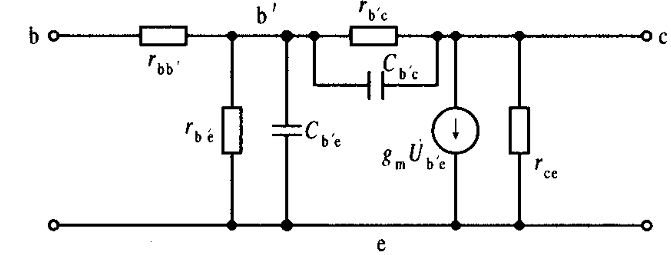 b' r_b'c
b c
r_bb' C_b'c
r_b'e C_b'e g_m U̇_b'e r_ce
e